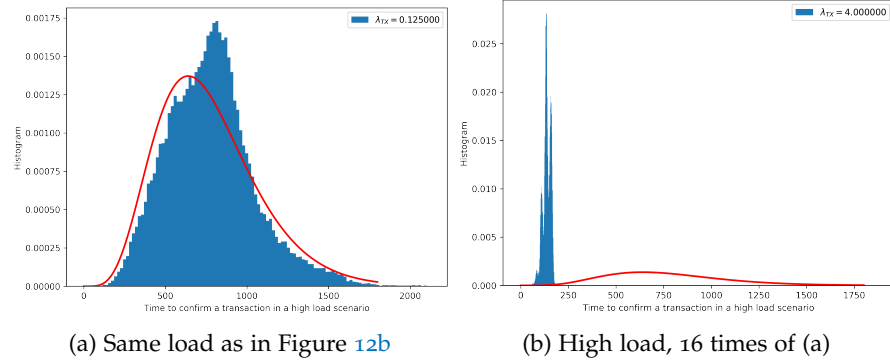 λ_TX = 0.125000
0.00175
0.00150
0.00125
0.00100
0.00075
0.00050
0.00025
0.00000
Histogram
0 500 1000 1500 2000
Time to confirm a transaction in a high load scenario
(a) Same load as in Figure 12b
λ_TX = 4.000000
0.025
0.020
0.015
0.010
0.005
0.000
Histogram
0 250 500 750 1000 1250 1500 1750
Time to confirm a transaction in a high load scenario
(b) High load, 16 times of (a)